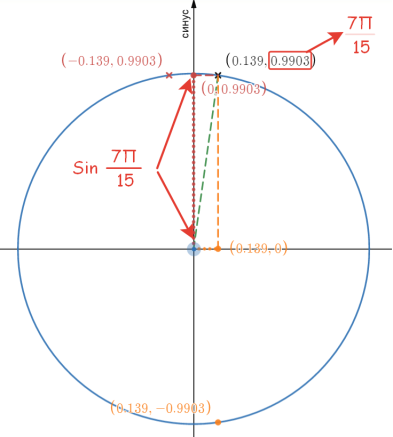 синус
7π
15
(−0.139, 0.9903)
(0.139, 0.9903)
(0, 0.9903)
Sin 7π
15
(0.139, 0)
(0.139, −0.9903)